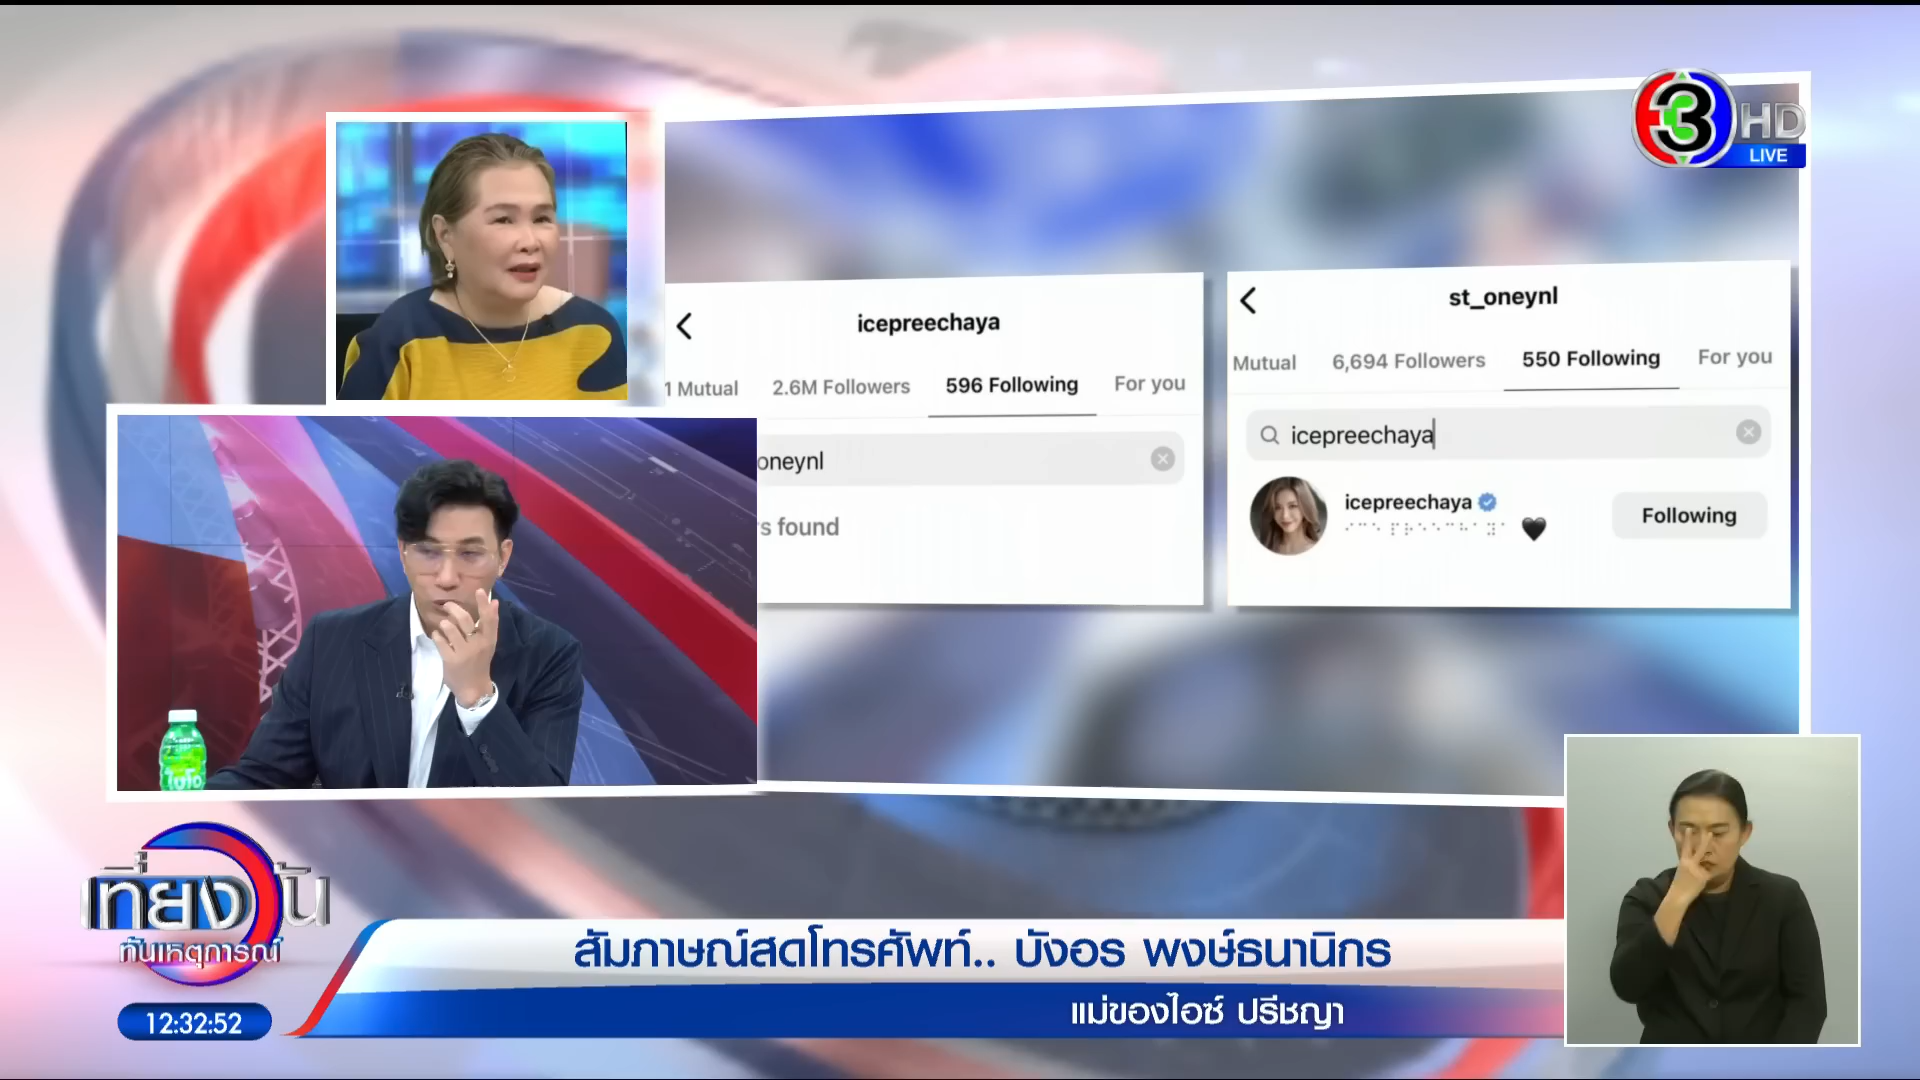 3 HD
LIVE
icepreechaya
1 Mutual 2.6M Followers 596 Following For you
oneynl
s found
st_oneynl
Mutual 6,694 Followers 550 Following For you
icepreechaya
icepreechaya
Following
ไบโอ
เที่ยงวัน
ทันเหตุการณ์
12:32:52
สัมภาษณ์สดโทรศัพท์.. บังอร พงษ์ธนานิกร
แม่ของไอซ์ ปรีชญา